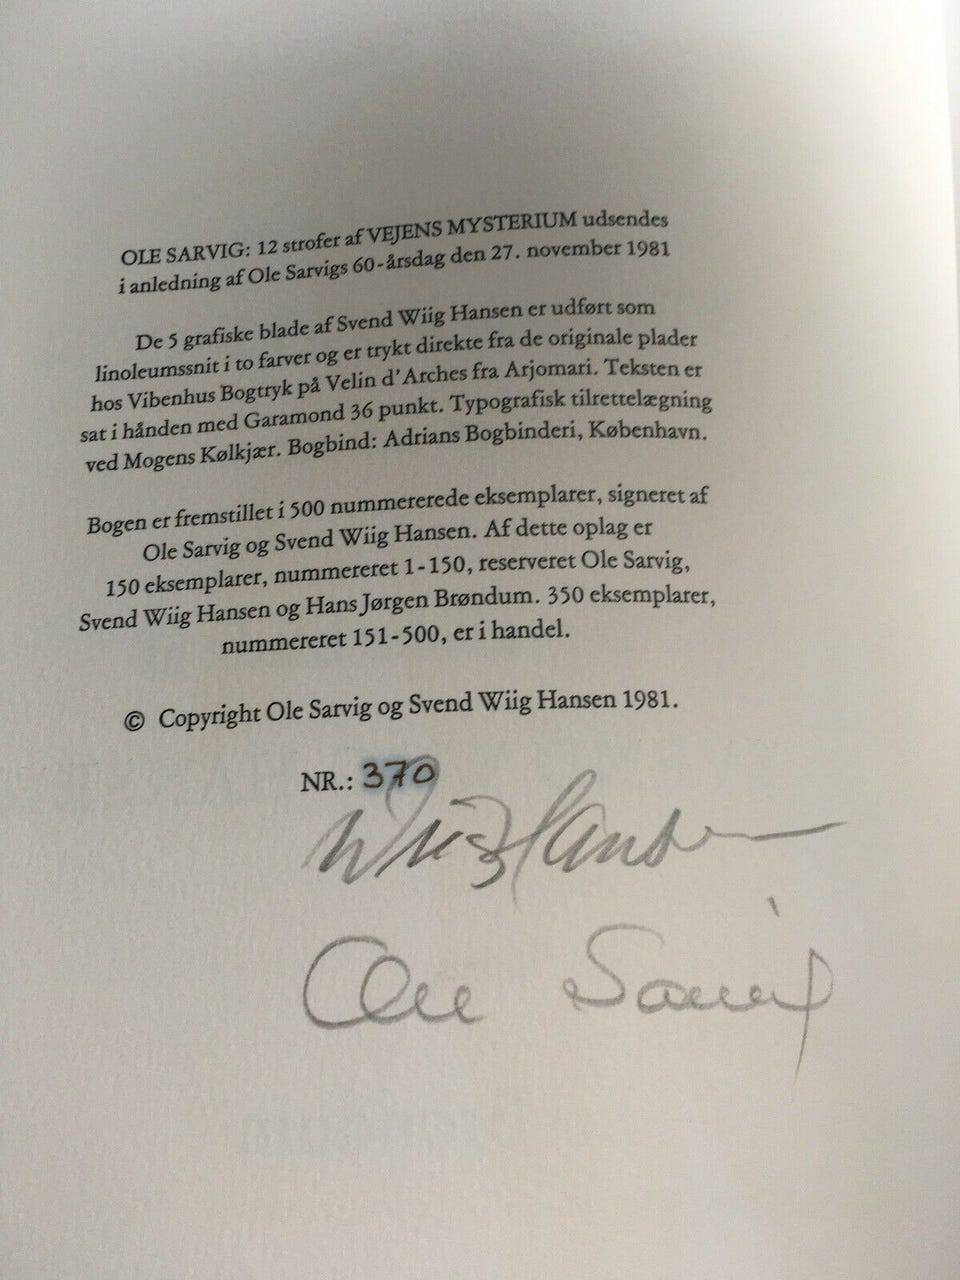 OLE SARVIG: 12 strofer af VEJENS MYSTERIUM udsendes
i anledning af Ole Sarvigs 60-årsdag den 27. november 1981
De 5 grafiske blade af Svend Wiig Hansen er udført som
linoleumssnit i to farver og er trykt direkte fra de originale plader
hos Vibenhus Bogtryk på Velin d'Arches fra Arjomari. Teksten er
sat i hånden med Garamond 36 punkt. Typografisk tilrettelægning
ved Mogens Kølkjær. Bogbind: Adrians Bogbinderi, København.
Bogen er fremstillet i 500 nummererede eksemplarer, signeret af
Ole Sarvig og Svend Wiig Hansen. Af dette oplag er
150 eksemplarer, nummereret 1-150, reserveret Ole Sarvig,
Svend Wiig Hansen og Hans Jørgen Brøndum. 350 eksemplarer,
nummereret 151-500, er i handel.
© Copyright Ole Sarvig og Svend Wiig Hansen 1981.
NR.: 370
Wiig Hansen
Ole Sarvig